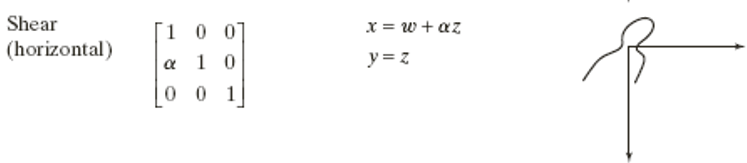 Shear
(horizontal)
[1 0 0]
[α 1 0]
[0 0 1]
x = w + αz
y = z